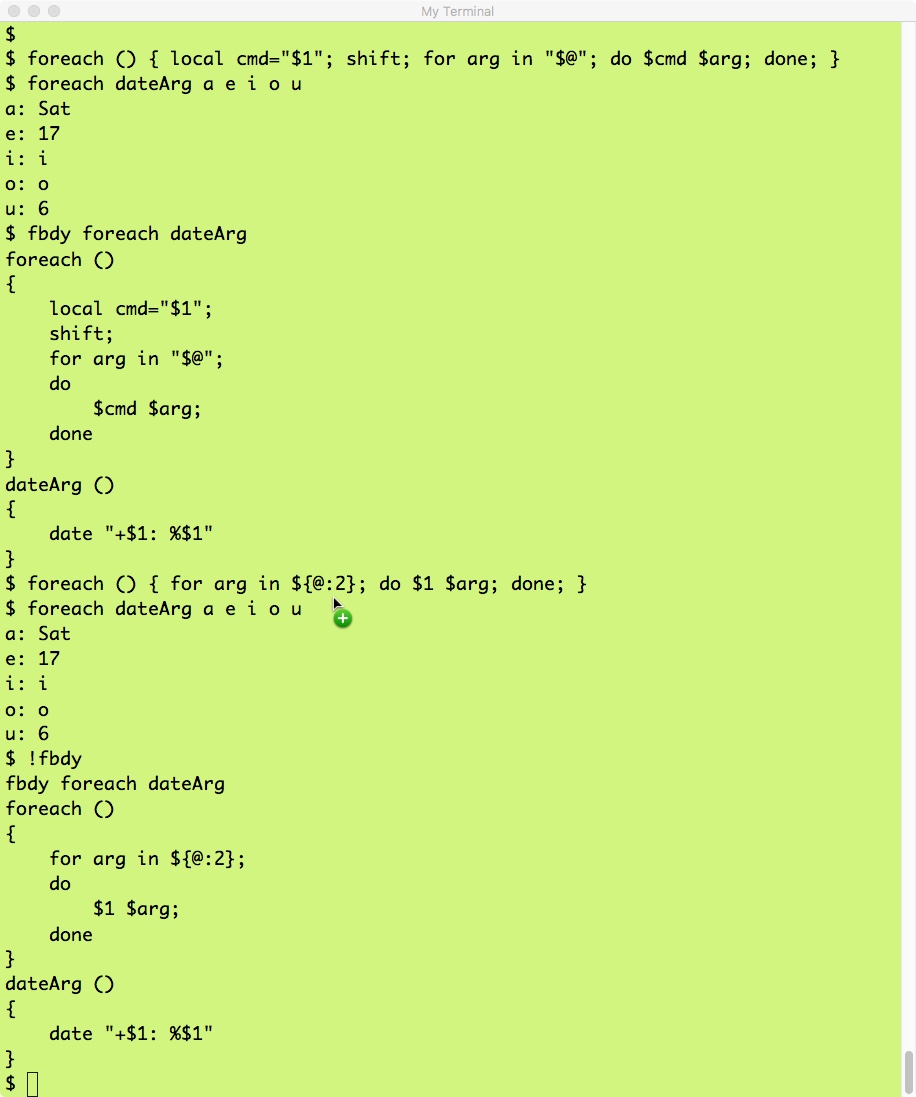 My Terminal
$
$ foreach () { local cmd="$1"; shift; for arg in "$@"; do $cmd $arg; done; }
$ foreach dateArg a e i o u
a: Sat
e: 17
i: i
o: o
u: 6
$ fbdy foreach dateArg
foreach ()
{
    local cmd="$1";
    shift;
    for arg in "$@";
    do
        $cmd $arg;
    done
}
dateArg ()
{
    date "+$1: %$1"
}
$ foreach () { for arg in ${@:2}; do $1 $arg; done; }
$ foreach dateArg a e i o u
a: Sat
e: 17
i: i
o: o
u: 6
$ !fbdy
fbdy foreach dateArg
foreach ()
{
    for arg in ${@:2};
    do
        $1 $arg;
    done
}
dateArg ()
{
    date "+$1: %$1"
}
$